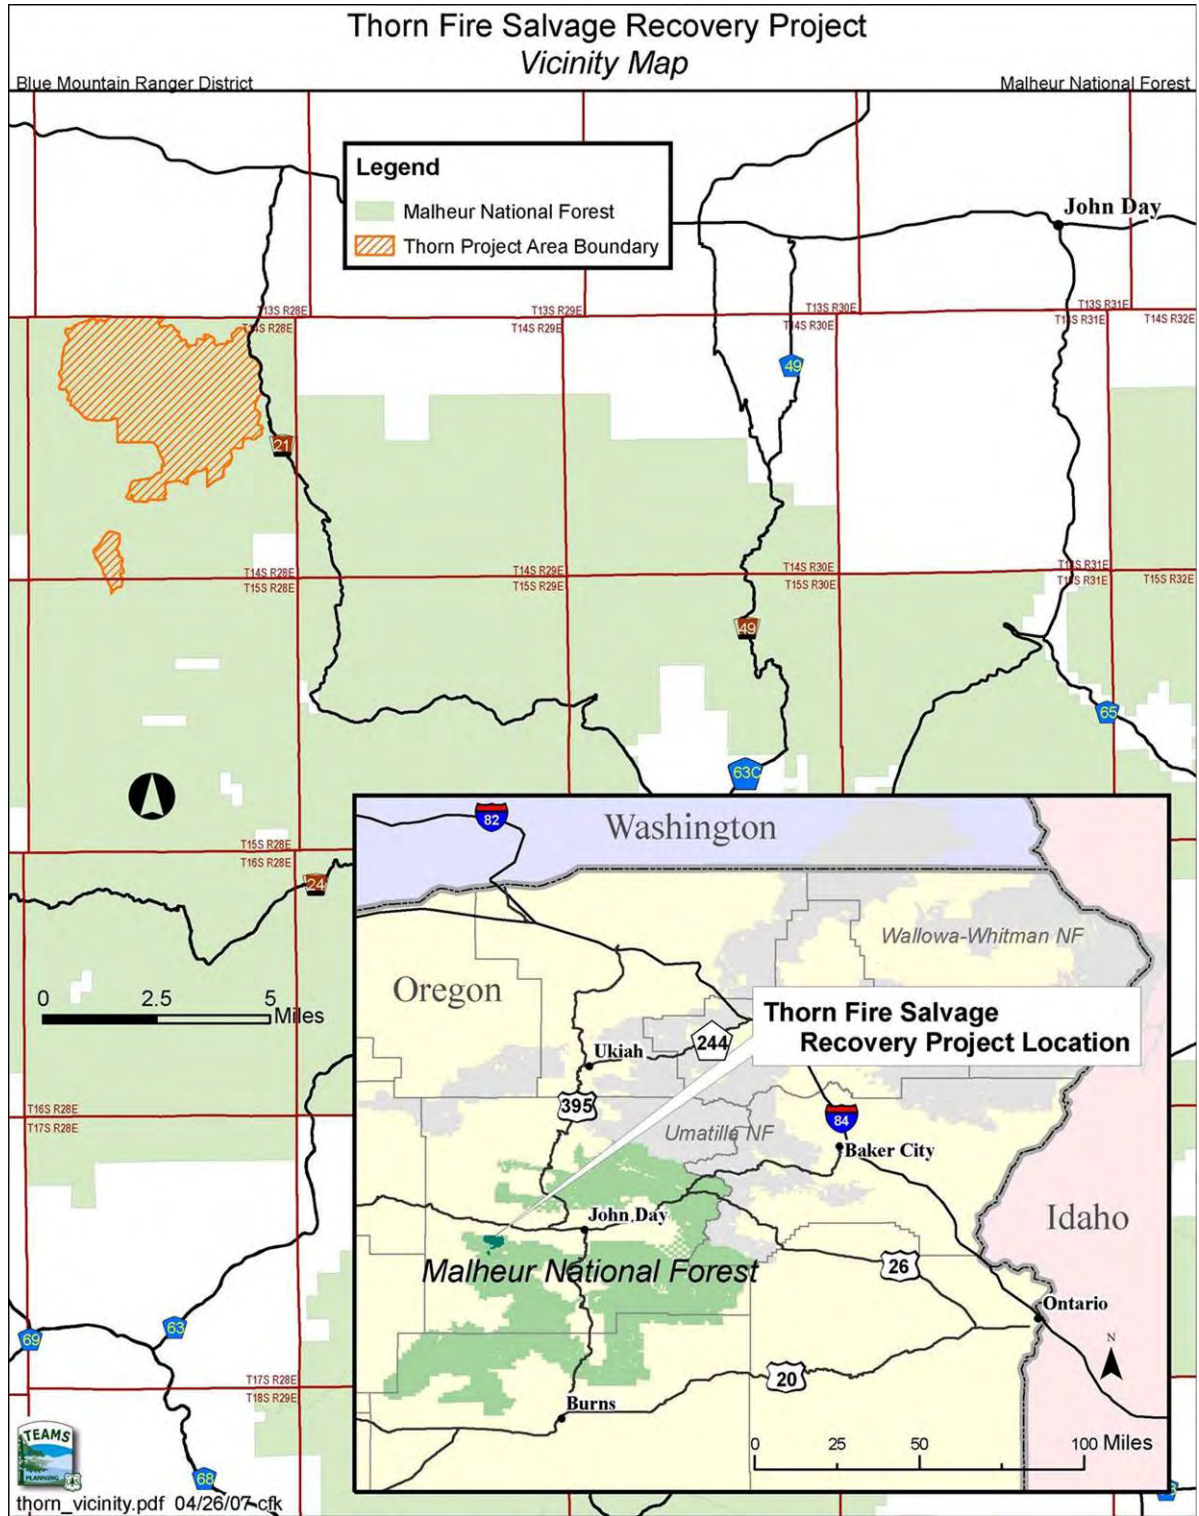 Thorn Fire Salvage Recovery Project
Vicinity Map
Blue Mountain Ranger District
Malheur National Forest
Legend
Malheur National Forest
Thorn Project Area Boundary
John Day
T13S R28E
T13S R29E
T13S R30E
T13S R31E
T14S R28E
T14S R29E
T14S R30E
T14S R32E
49
21
T14S R28E
T14S R29E
T14S R30E
T14S R31E
T15S R28E
T15S R29E
T15S R30E
T15S R31E
T15S R32E
49
65
63C
T15S R28E
T16S R28E
24
0 2.5 5
Miles
T16S R28E
T17S R28E
63
69
T17S R28E
T18S R29E
68
TEAMS
PLANNING
thorn_vicinity.pdf 04/26/07-cfk
82
Washington
Wallowa-Whitman NF
Oregon
Thorn Fire Salvage
Recovery Project Location
244
Ukiah
395
84
Umatilla NF
Baker City
John Day
Idaho
Malheur National Forest
26
Ontario
N
20
Burns
0 25 50 100 Miles